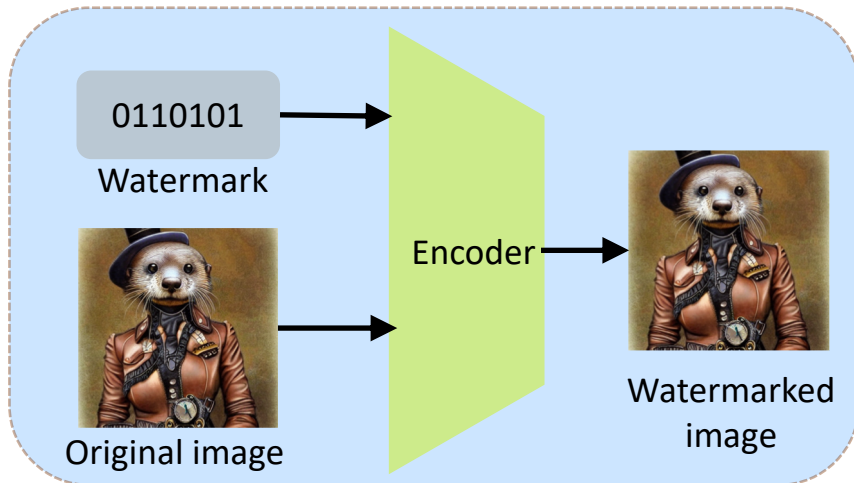 0110101
Watermark
Original image
Encoder
Watermarked
image